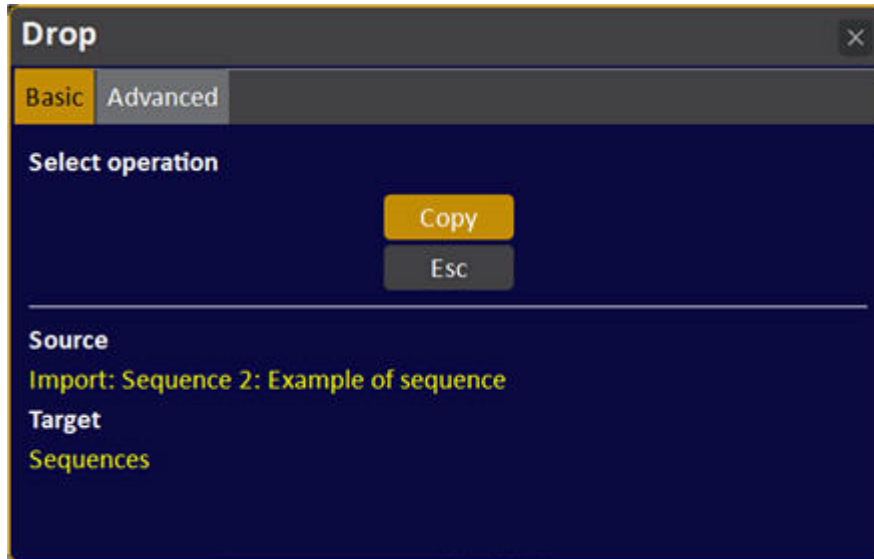 Drop
Basic Advanced
Select operation
Copy
Esc
Source
Import: Sequence 2: Example of sequence
Target
Sequences